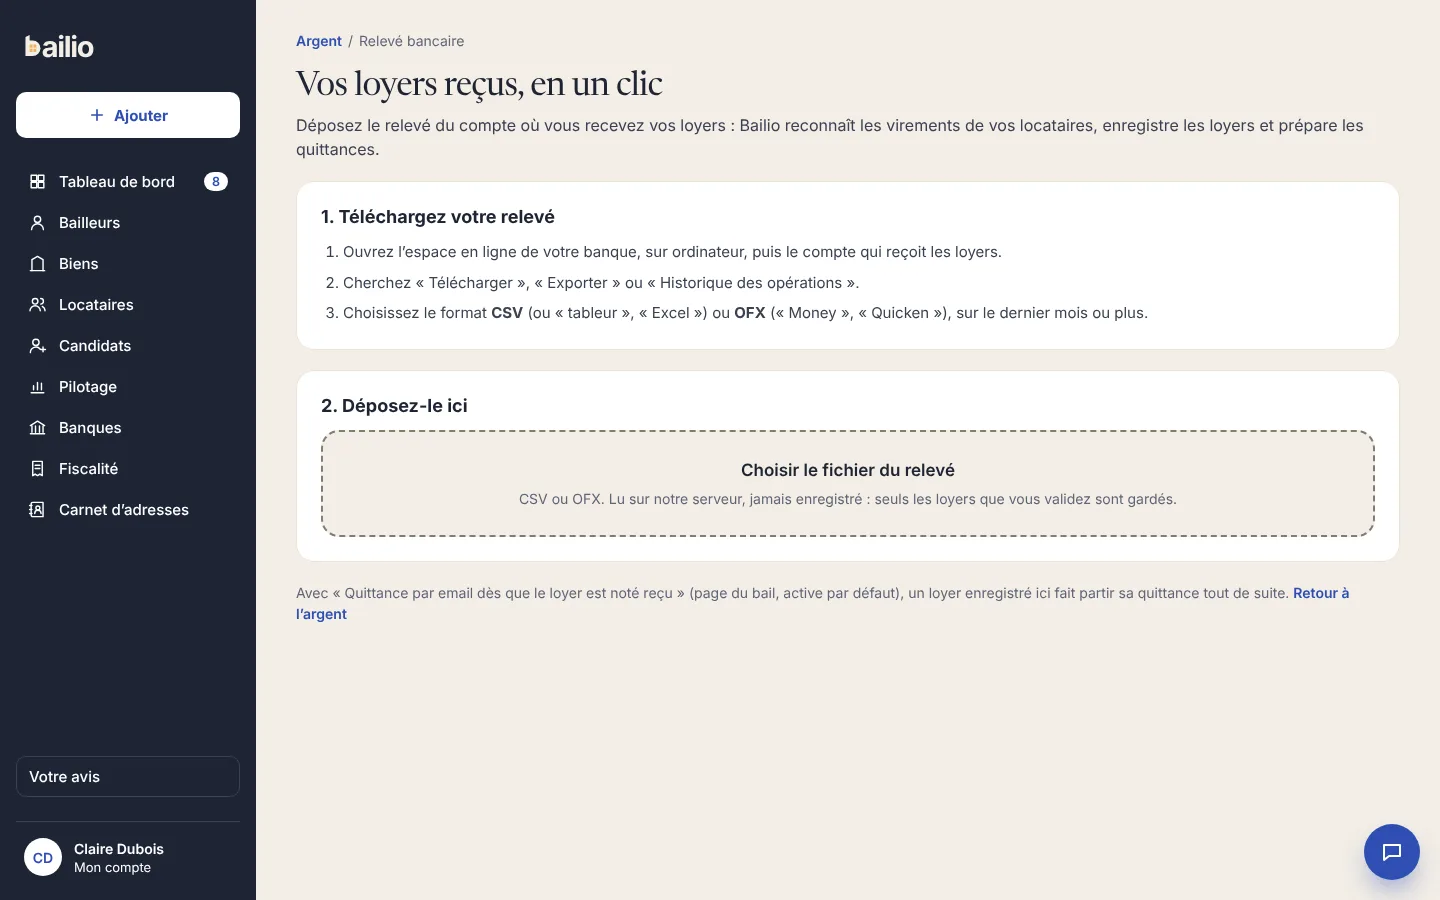 bailio
Ajouter
Tableau de bord 8
Bailleurs
Biens
Locataires
Candidats
Pilotage
Banques
Fiscalité
Carnet d’adresses
Votre avis
CD
Claire Dubois
Mon compte
Argent / Relevé bancaire
Vos loyers reçus, en un clic
Déposez le relevé du compte où vous recevez vos loyers : Bailio reconnaît les virements de vos locataires, enregistre les loyers et prépare les
quittances.
1. Téléchargez votre relevé
1. Ouvrez l’espace en ligne de votre banque, sur ordinateur, puis le compte qui reçoit les loyers.
2. Cherchez « Télécharger », « Exporter » ou « Historique des opérations ».
3. Choisissez le format CSV (ou « tableur », « Excel ») ou OFX (« Money », « Quicken »), sur le dernier mois ou plus.
2. Déposez-le ici
Choisir le fichier du relevé
CSV ou OFX. Lu sur notre serveur, jamais enregistré : seuls les loyers que vous validez sont gardés.
Avec « Quittance par email dès que le loyer est noté reçu » (page du bail, active par défaut), un loyer enregistré ici fait partir sa quittance tout de suite. Retour à
l’argent